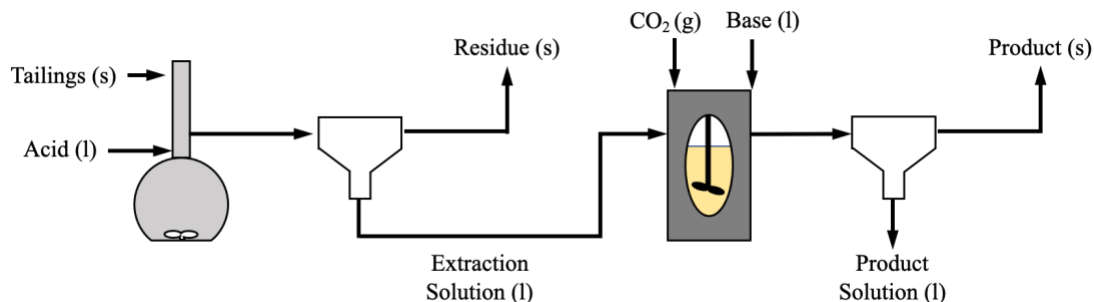 CO₂ (g)
Base (l)
Residue (s)
Product (s)
Tailings (s)
Acid (l)
Extraction
Solution (l)
Product
Solution (l)